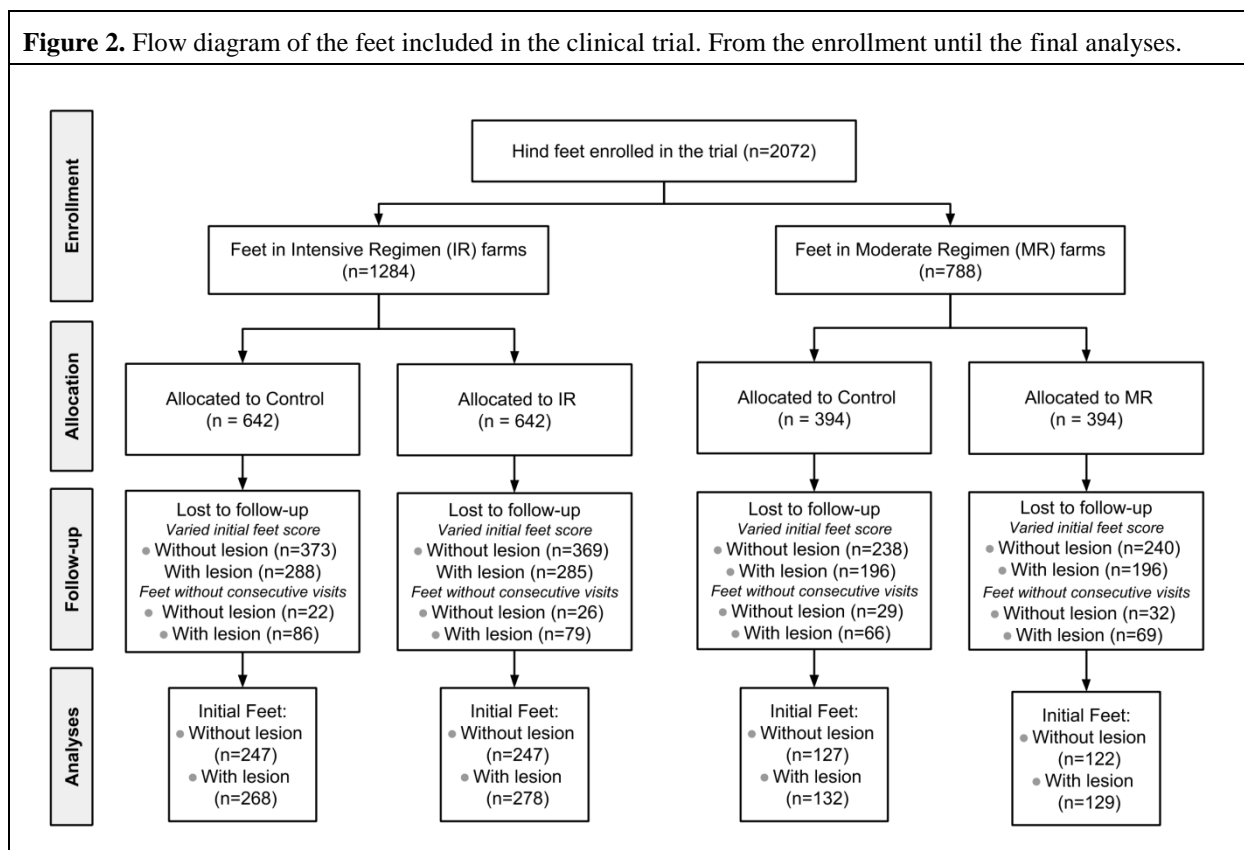 Figure 2. Flow diagram of the feet included in the clinical trial. From the enrollment until the final analyses.
Enrollment
Hind feet enrolled in the trial (n=2072)
Feet in Intensive Regimen (IR) farms
(n=1284)
Feet in Moderate Regimen (MR) farms
(n=788)
Allocation
Allocated to Control
(n = 642)
Allocated to IR
(n = 642)
Allocated to Control
(n = 394)
Allocated to MR
(n = 394)
Follow-up
Lost to follow-up
Varied initial feet score
● Without lesion (n=373)
With lesion (n=288)
Feet without consecutive visits
● Without lesion (n=22)
● With lesion (n=86)
Lost to follow-up
Varied initial feet score
● Without lesion (n=369)
With lesion (n=285)
Feet without consecutive visits
● Without lesion (n=26)
● With lesion (n=79)
Lost to follow-up
Varied initial feet score
● Without lesion (n=238)
● With lesion (n=196)
Feet without consecutive visits
● Without lesion (n=29)
● With lesion (n=66)
Lost to follow-up
Varied initial feet score
● Without lesion (n=240)
● With lesion (n=196)
Feet without consecutive visits
● Without lesion (n=32)
● With lesion (n=69)
Analyses
Initial Feet:
● Without lesion
(n=247)
● With lesion
(n=268)
Initial Feet:
● Without lesion
(n=247)
● With lesion
(n=278)
Initial Feet:
● Without lesion
(n=127)
● With lesion
(n=132)
Initial Feet:
● Without lesion
(n=122)
● With lesion
(n=129)